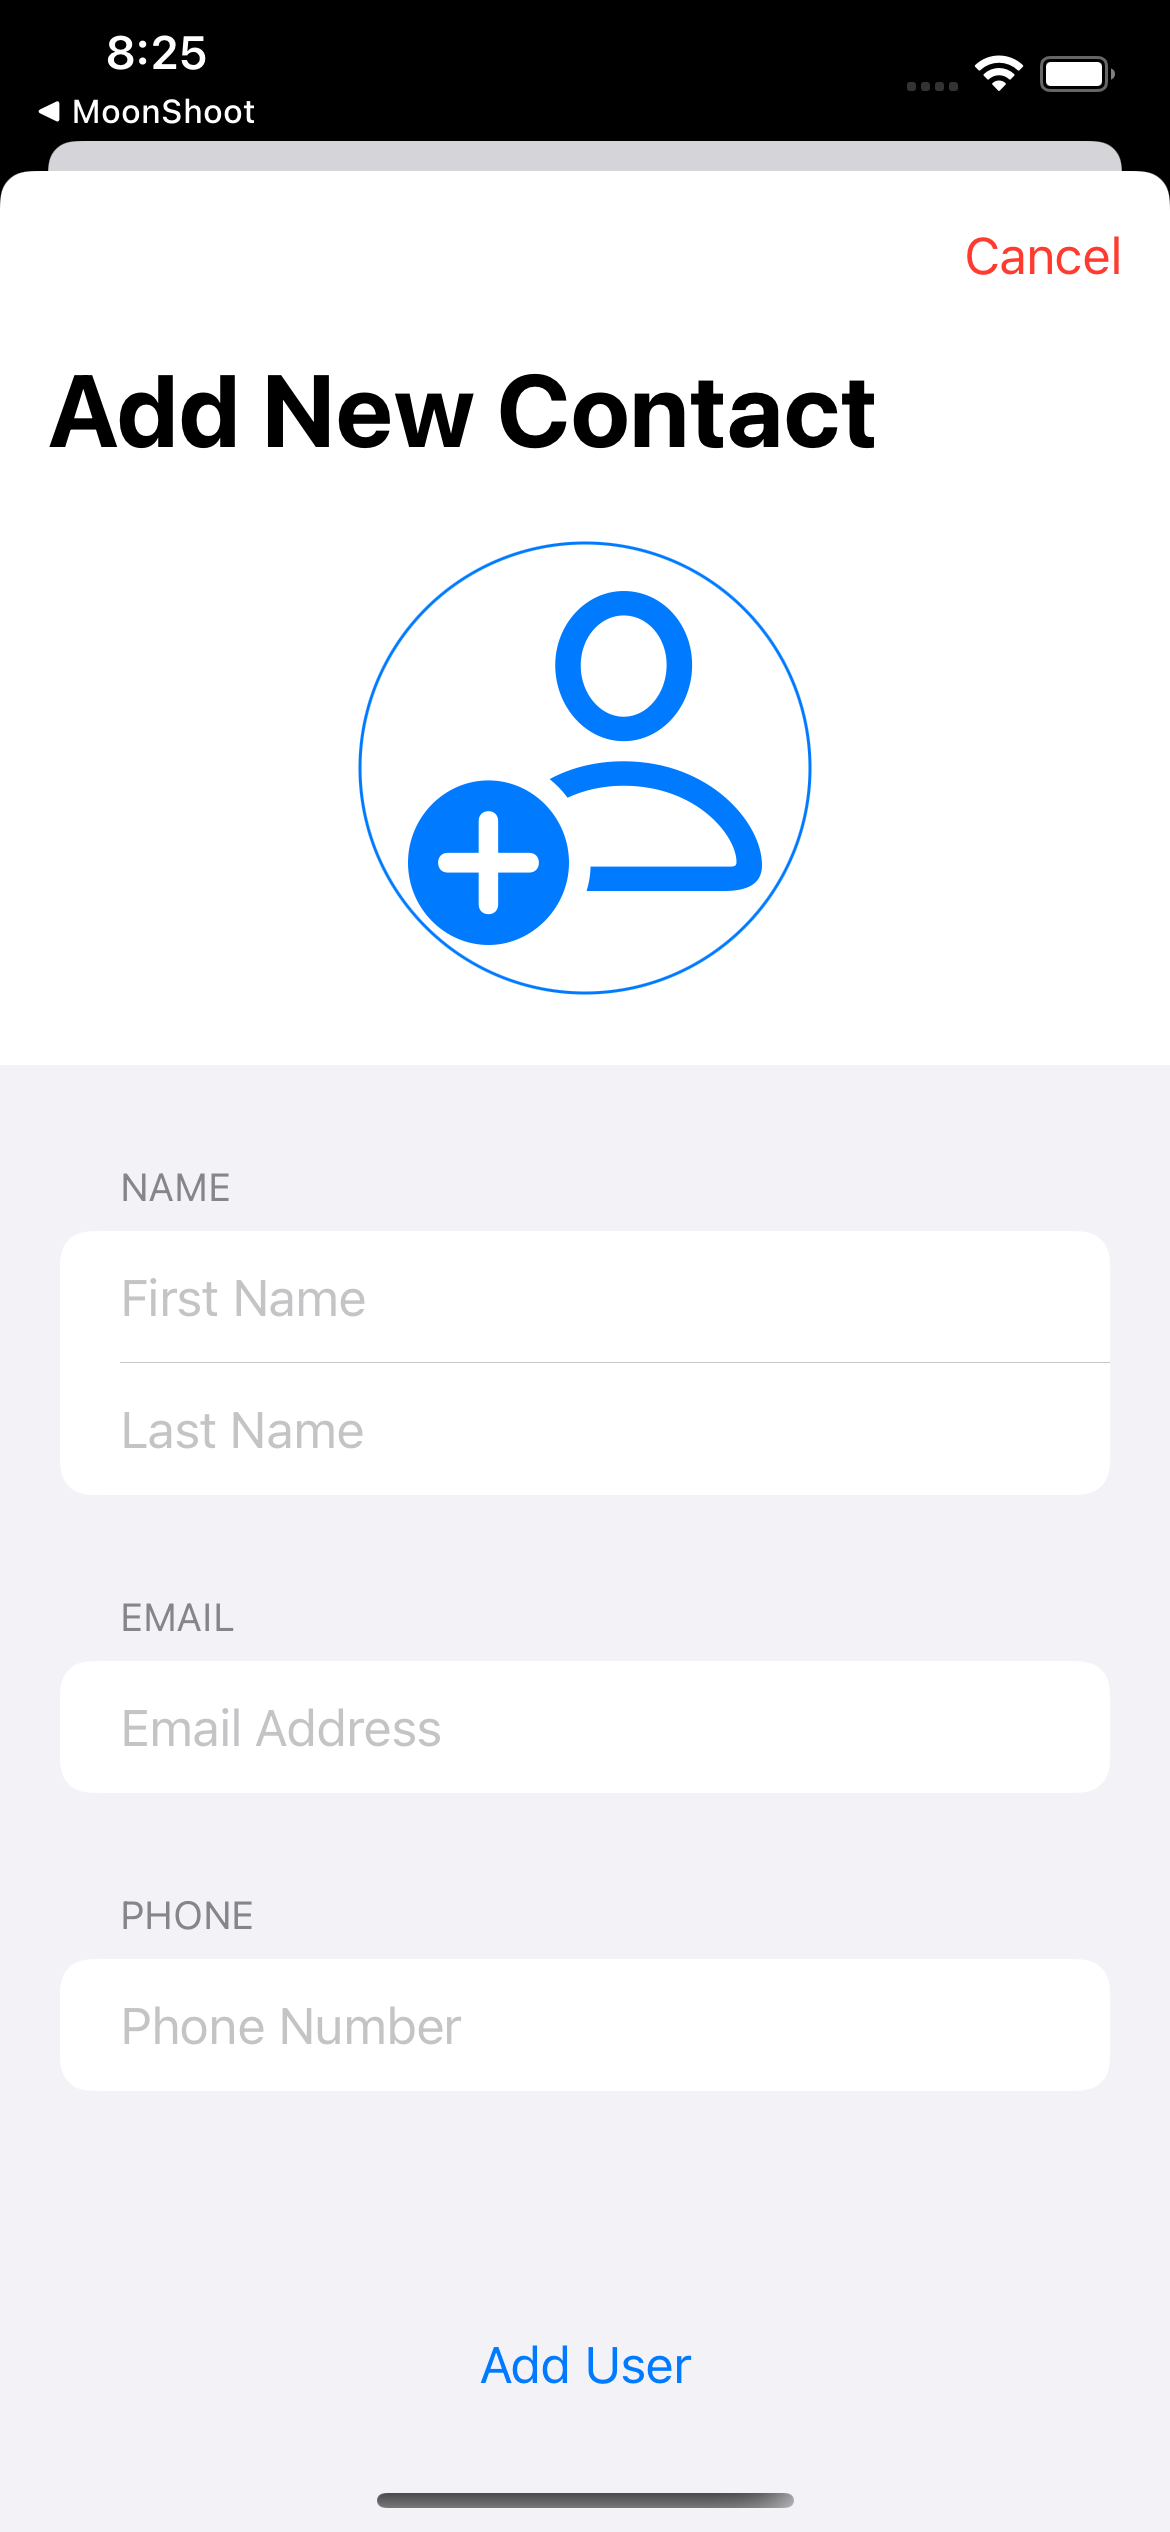 8:25
MoonShoot
Cancel
Add New Contact
NAME
First Name
Last Name
EMAIL
Email Address
PHONE
Phone Number
Add User